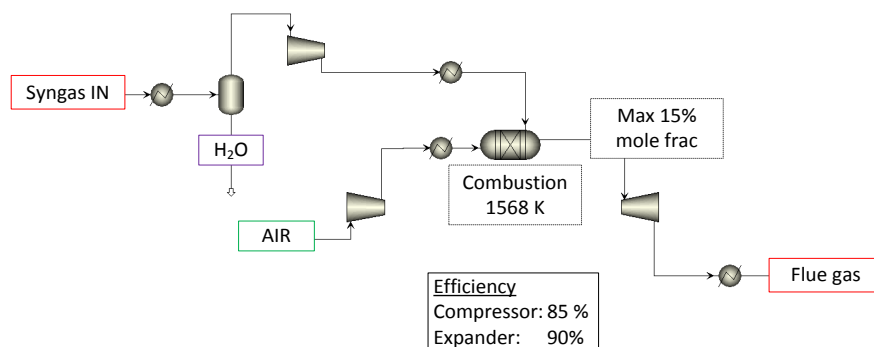 Syngas IN
H₂O
AIR
Combustion
1568 K
Max 15%
mole frac
Flue gas
Efficiency
Compressor: 85 %
Expander: 90%